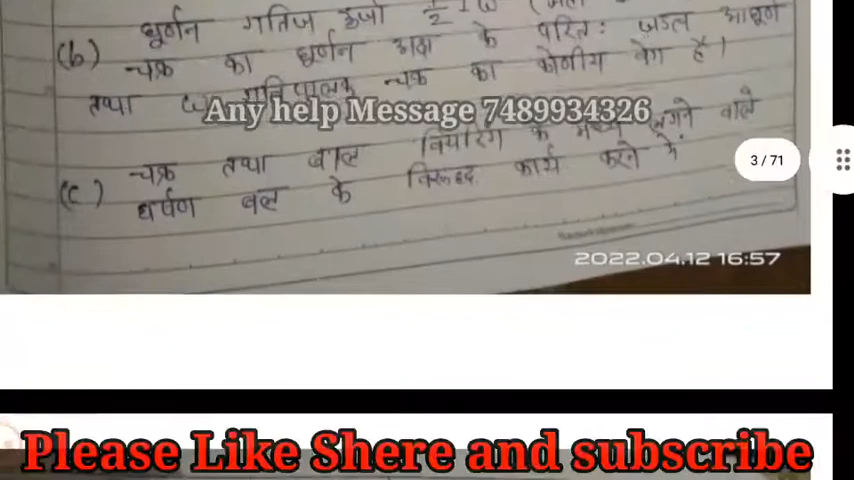 (b) घूर्णन गतिज ऊर्जा 1/2 I ω
चक्र का घूर्णन अक्ष के परितः जड़त्व आघूर्ण
तथा ω गतिपालक चक्र का कोणीय वेग है।
Any help Message 7489934326
(c) चक्र तथा बाल बियरिंग के मध्य लगने वाले
घर्षण बल के विरूद्ध कार्य करने में
3 / 71
2022.04.12 16:57
Please Like Shere and subscribe